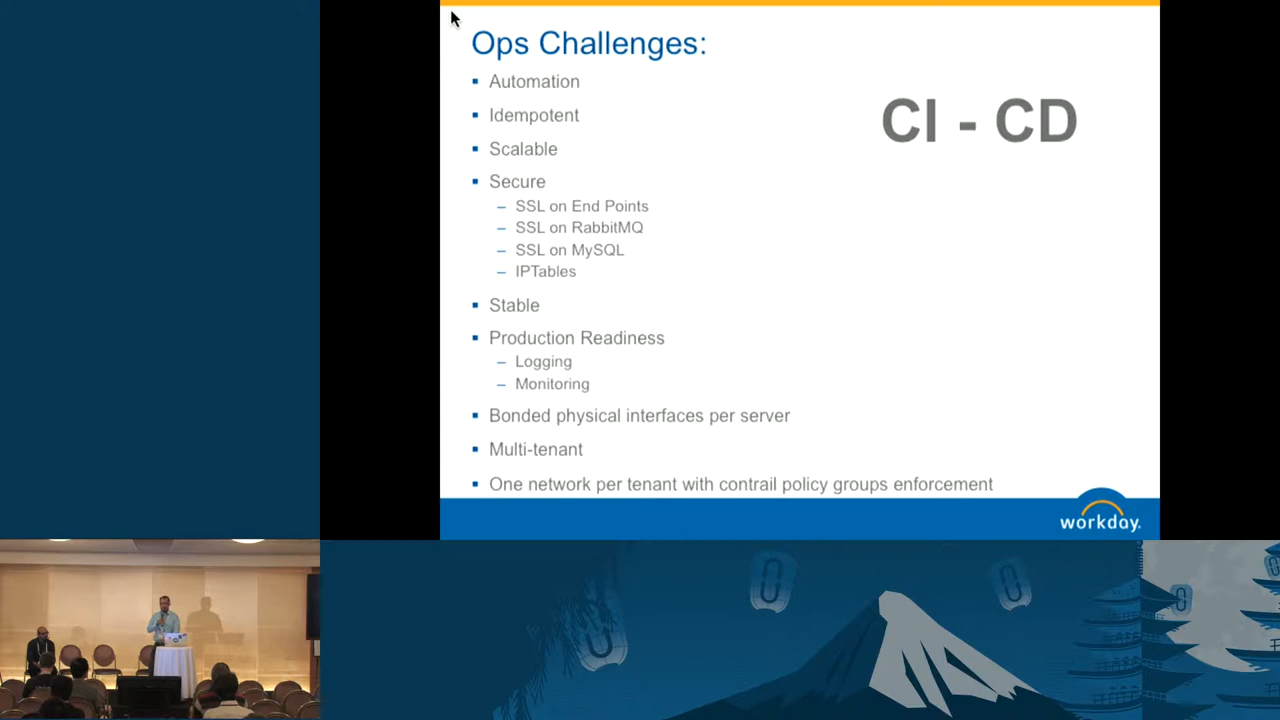 Ops Challenges:
Automation
Idempotent
Scalable
Secure
– SSL on End Points
– SSL on RabbitMQ
– SSL on MySQL
– IPTables
Stable
Production Readiness
– Logging
– Monitoring
Bonded physical interfaces per server
Multi-tenant
One network per tenant with contrail policy groups enforcement
CI - CD
workday.